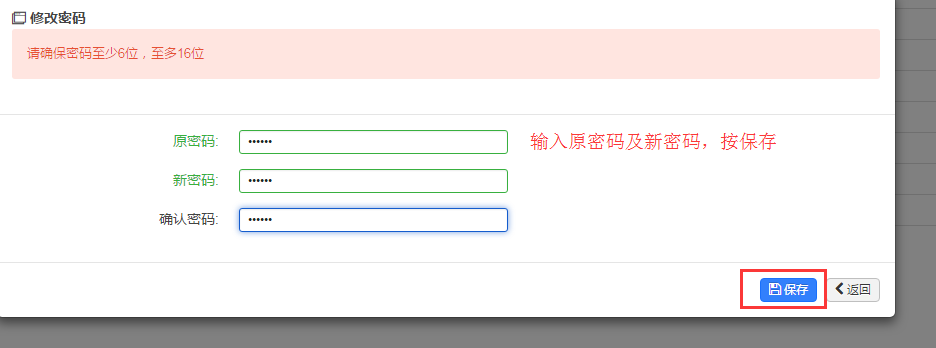 修改密码
请确保密码至少6位，至多16位
原密码: ••••••
输入原密码及新密码，按保存
新密码: ••••••
确认密码: ••••••
保存
返回